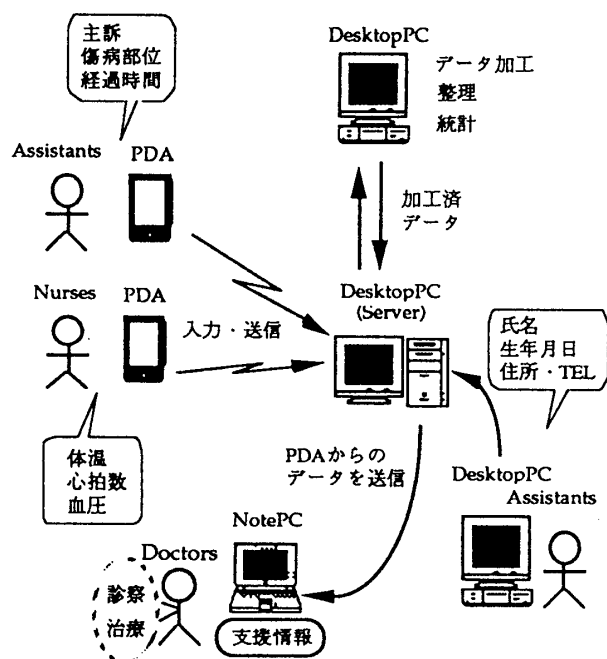 主訴
傷病部位
経過時間
DesktopPC
データ加工
整理
統計
Assistants PDA
加工済
データ
Nurses PDA
入力・送信
DesktopPC
(Server)
氏名
生年月日
住所・TEL
体温
心拍数
血圧
PDAからの
データを送信
DesktopPC
Assistants
NotePC
Doctors
診察
治療
支援情報